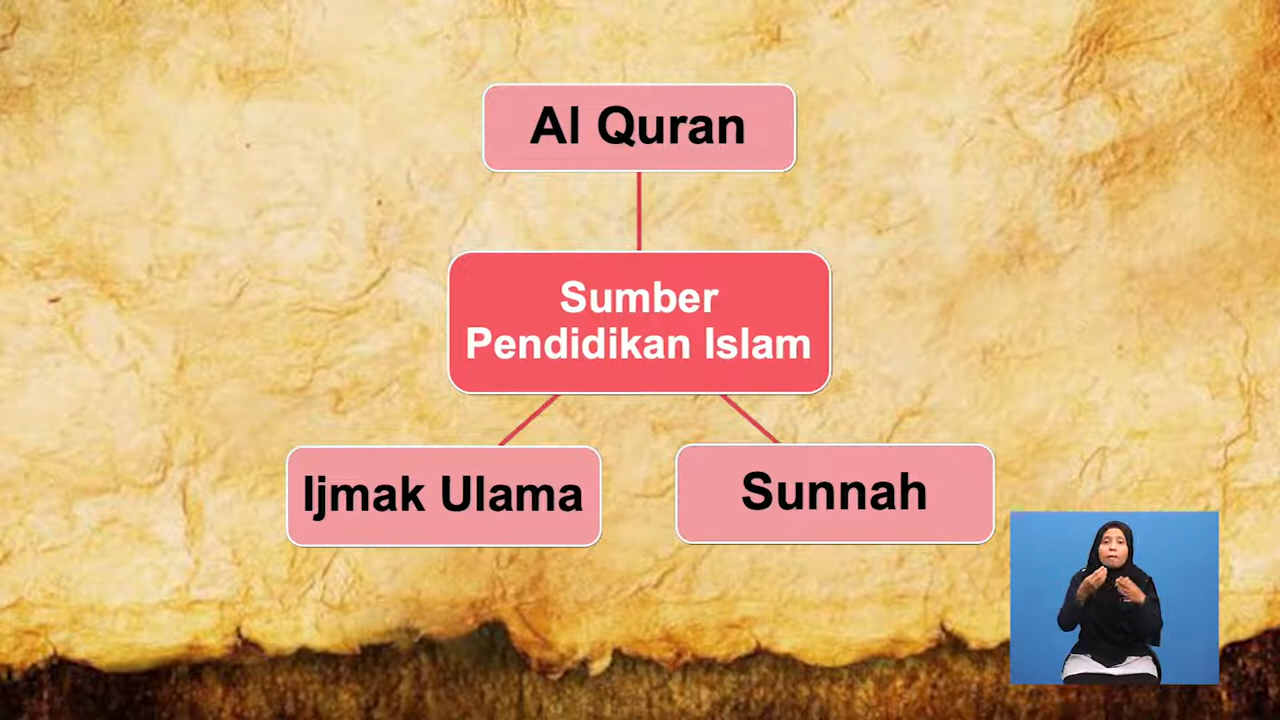 Al Quran
Sumber
Pendidikan Islam
Ijmak Ulama
Sunnah